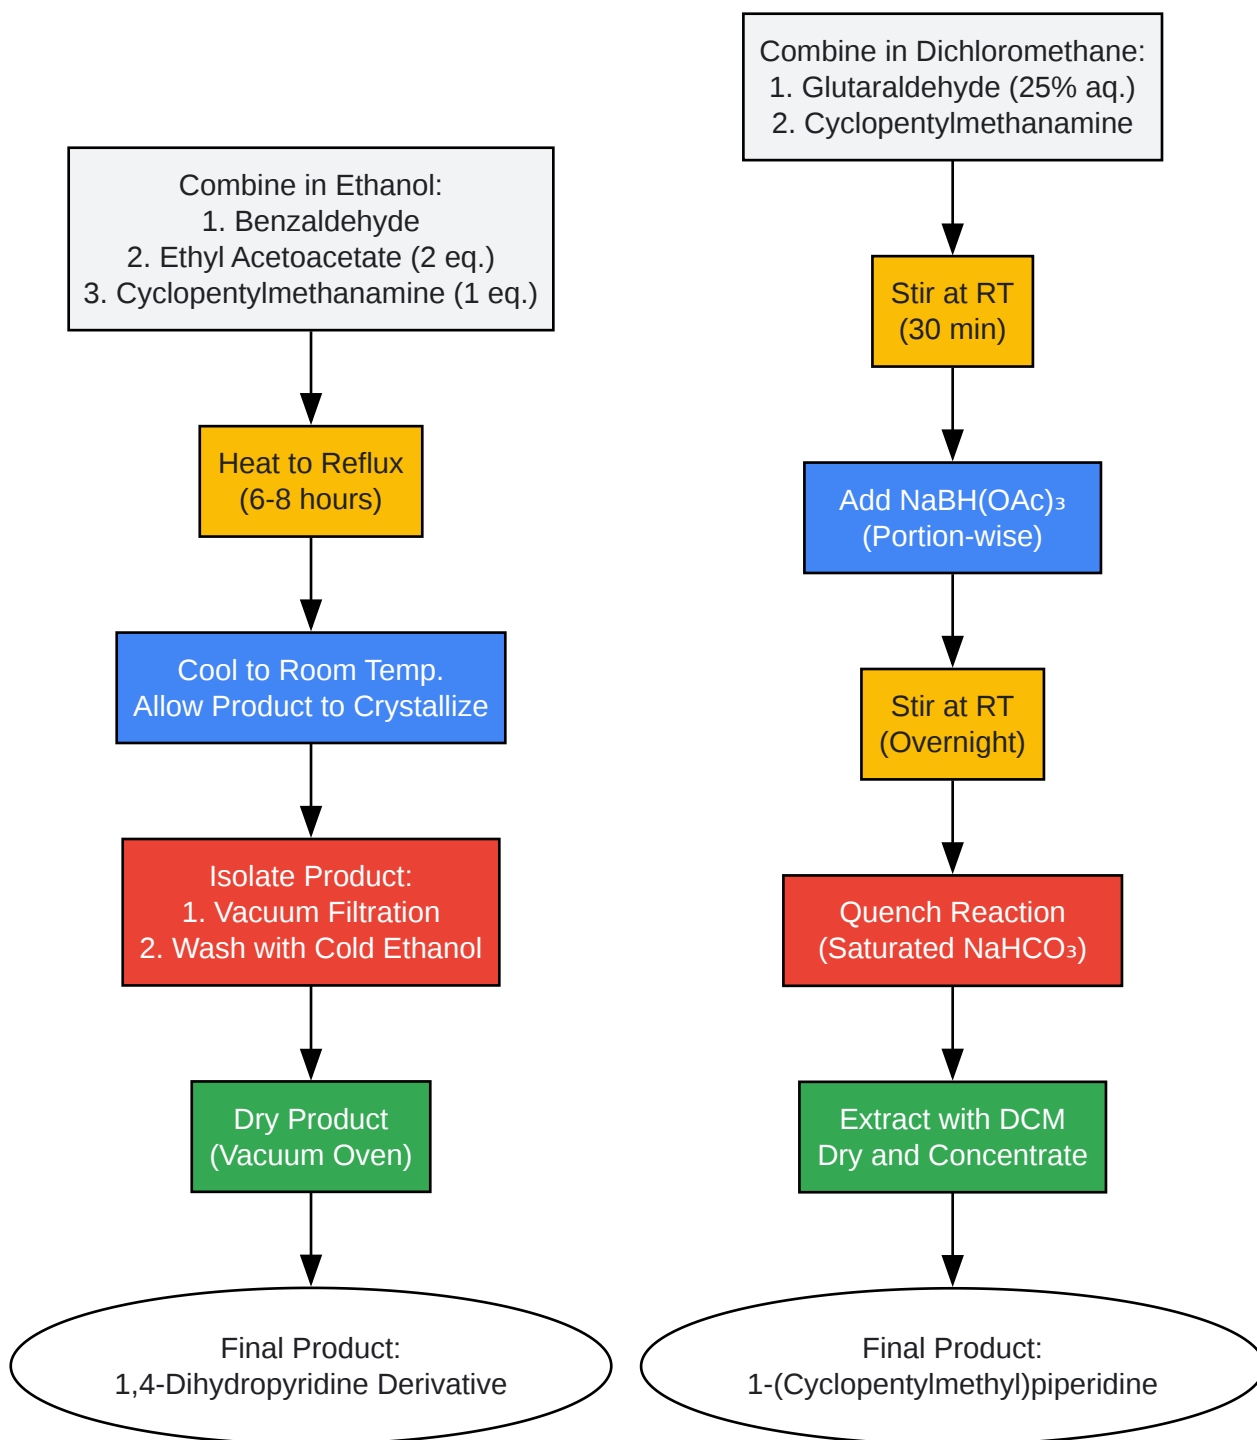 Combine in Ethanol:
1. Benzaldehyde
2. Ethyl Acetoacetate (2 eq.)
3. Cyclopentylmethanamine (1 eq.)
Heat to Reflux
(6-8 hours)
Cool to Room Temp.
Allow Product to Crystallize
Isolate Product:
1. Vacuum Filtration
2. Wash with Cold Ethanol
Dry Product
(Vacuum Oven)
Final Product:
1,4-Dihydropyridine Derivative
Combine in Dichloromethane:
1. Glutaraldehyde (25% aq.)
2. Cyclopentylmethanamine
Stir at RT
(30 min)
Add NaBH(OAc)₃
(Portion-wise)
Stir at RT
(Overnight)
Quench Reaction
(Saturated NaHCO₃)
Extract with DCM
Dry and Concentrate
Final Product:
1-(Cyclopentylmethyl)piperidine